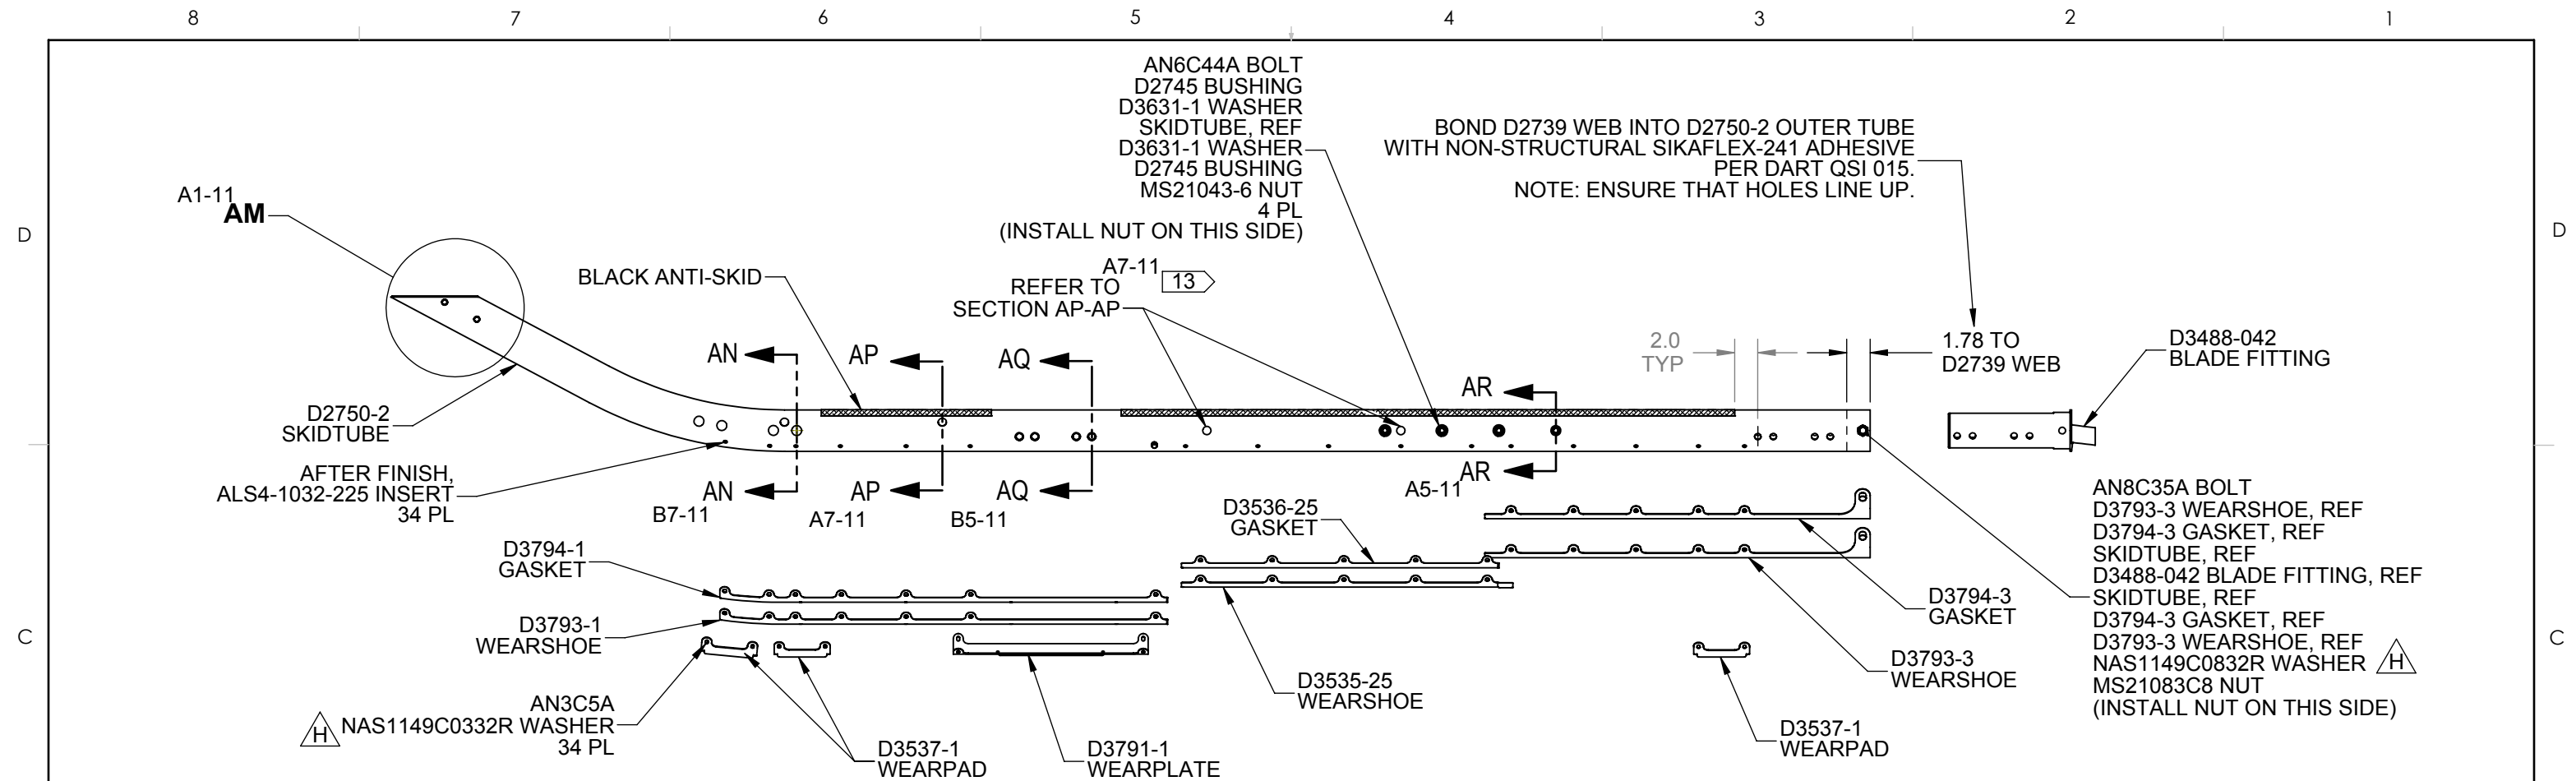 8 7 6 5 4 3 2 1
AN6C44A BOLT
D2745 BUSHING
D3631-1 WASHER
SKIDTUBE, REF
D3631-1 WASHER
D2745 BUSHING
MS21043-6 NUT
4 PL
(INSTALL NUT ON THIS SIDE)
BOND D2739 WEB INTO D2750-2 OUTER TUBE
WITH NON-STRUCTURAL SIKAFLEX-241 ADHESIVE
PER DART QSI 015.
NOTE: ENSURE THAT HOLES LINE UP.
A1-11
AM
D
D
BLACK ANTI-SKID
A7-11
13
REFER TO
SECTION AP-AP
2.0
TYP
1.78 TO
D2739 WEB
D3488-042
BLADE FITTING
AN
AP
AQ
AR
D2750-2
SKIDTUBE
AFTER FINISH,
ALS4-1032-225 INSERT
34 PL
AN
AP
AQ
AR
B7-11
A7-11
B5-11
A5-11
D3536-25
GASKET
AN8C35A BOLT
D3793-3 WEARSHOE, REF
D3794-3 GASKET, REF
SKIDTUBE, REF
D3488-042 BLADE FITTING, REF
SKIDTUBE, REF
D3794-3 GASKET, REF
D3793-3 WEARSHOE, REF
NAS1149C0832R WASHER H
MS21083C8 NUT
(INSTALL NUT ON THIS SIDE)
D3794-1
GASKET
D3793-1
WEARSHOE
D3794-3
GASKET
C
C
D3793-3
WEARSHOE
D3535-25
WEARSHOE
AN3C5A
H NAS1149C0332R WASHER
34 PL
D3537-1
WEARPAD
D3791-1
WEARPLATE
D3537-1
WEARPAD